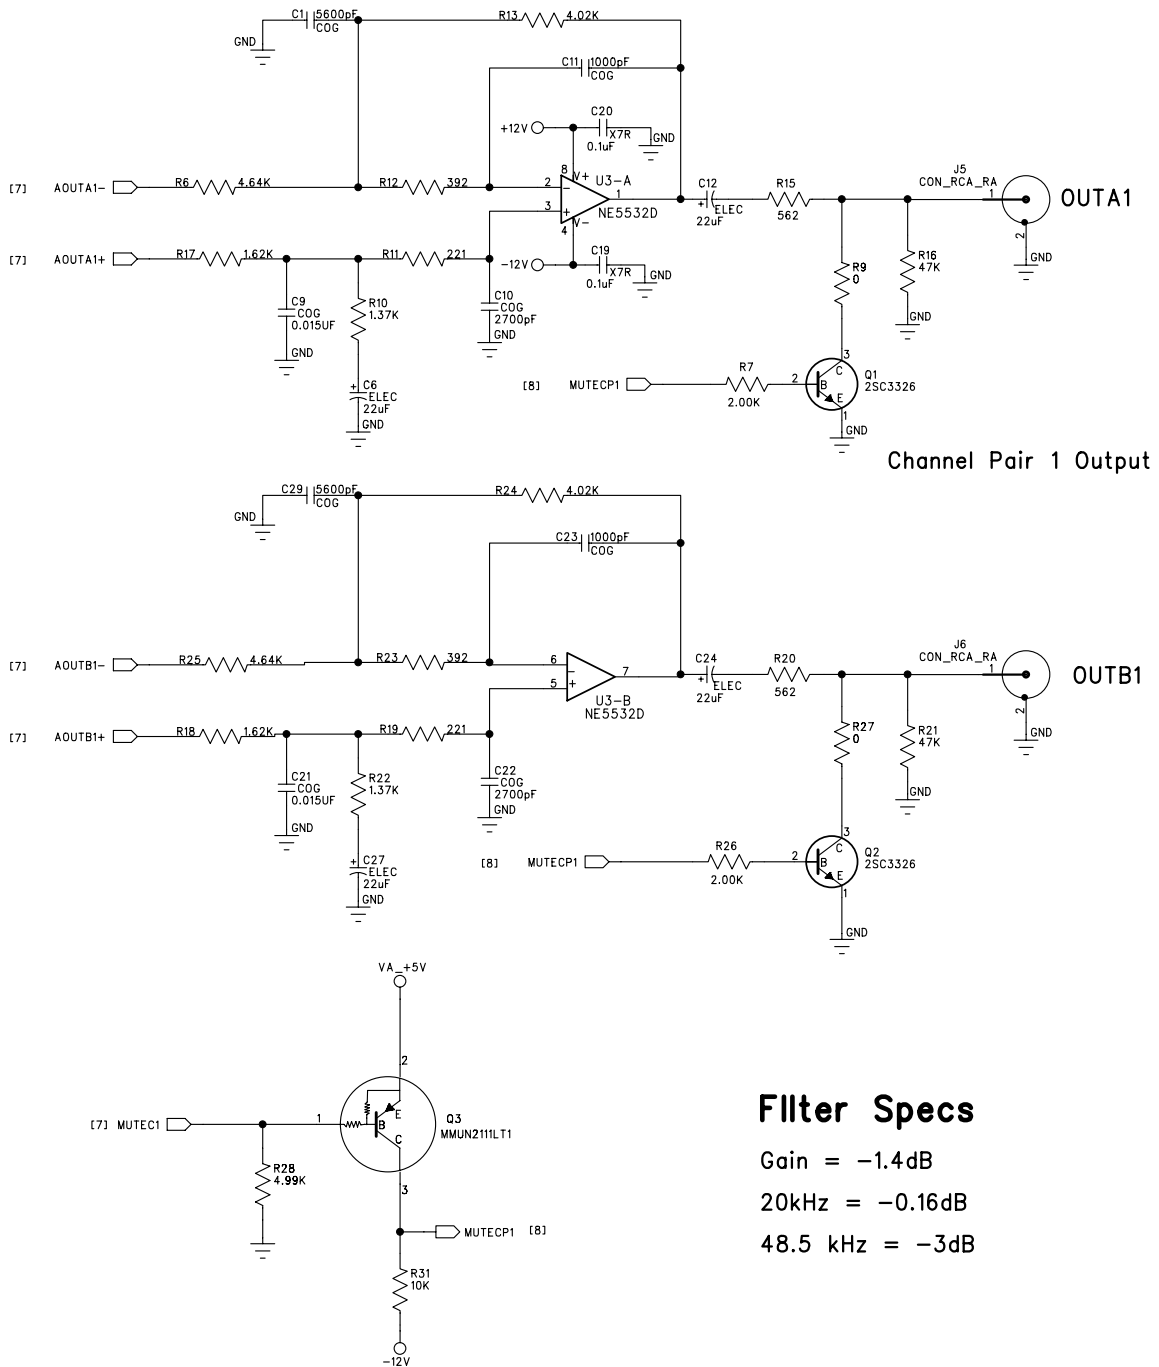 C1 5600pF
COG
GND
R13 4.02K
C11 1000pF
COG
+12V
C20
X7R
0.1uF
GND
[7] AOUTA1-
R6 4.64K
R12 392
8
V+
2
-
3
+
U3-A
1
NE5532D
4
V-
C12
+
ELEC
22uF
R15
562
J5
CON_RCA_RA
1
2
OUTA1
GND
[7] AOUTA1+
R17 1.62K
R11 221
-12V
C19
X7R
0.1uF
GND
R9
0
R16
47K
GND
C9
COG
0.015UF
GND
R10
1.37K
C10
COG
2700pF
GND
+
C6
ELEC
22uF
GND
[8] MUTECP1
R7
2.00K
2
3
C
B
E
1
Q1
2SC3326
GND
Channel Pair 1 Output
C29 5600pF
COG
GND
R24 4.02K
C23 1000pF
COG
[7] AOUTB1-
R25 4.64K
R23 392
6
-
5
+
7
U3-B
NE5532D
C24
+
ELEC
22uF
R20
562
J6
CON_RCA_RA
1
2
OUTB1
GND
[7] AOUTB1+
R18 1.62K
R19 221
R27
0
R21
47K
GND
C21
COG
0.015UF
GND
R22
1.37K
C22
COG
2700pF
GND
+
C27
ELEC
22uF
GND
[8] MUTECP1
R26
2.00K
2
3
C
B
E
1
Q2
2SC3326
GND
VA_+5V
2
[7] MUTEC1
1
E
B
C
Q3
MMUN2111LT1
3
R28
4.99K
MUTECP1 [8]
R31
10K
-12V
FIlter Specs
Gain = -1.4dB
20kHz = -0.16dB
48.5 kHz = -3dB